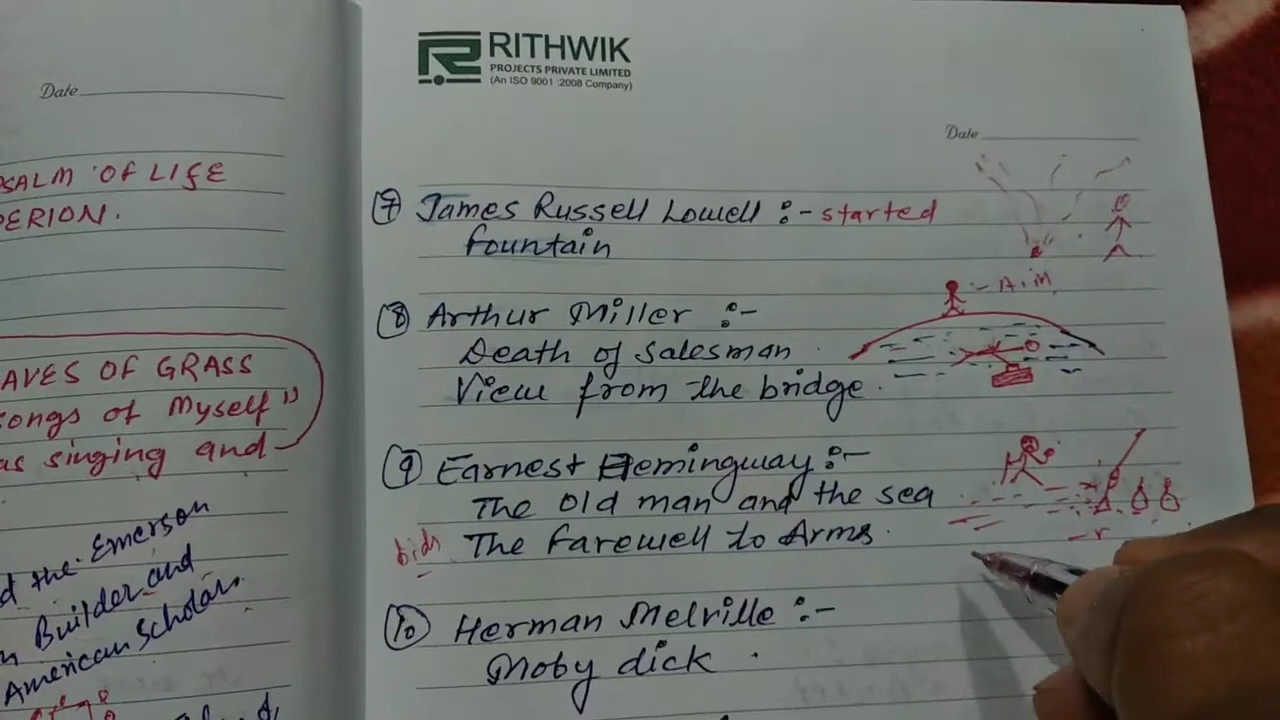 Date
SALM OF LIFE
PERION.
AVES OF GRASS
songs of Myself"
as singing and
d the Emerson
Builder and
American Scholar.
RITHWIK
PROJECTS PRIVATE LIMITED
(An ISO 9001 :2008 Company)
Date
7 James Russell Lowell :- started
fountain
8 Arthur Miller :-
:- Aim
Death of Salesman
View from the bridge.
9 Earnest Hemingway :-
The Old man and the sea
bids The Farewell to Arms.
10 Herman Melville :-
Moby dick .